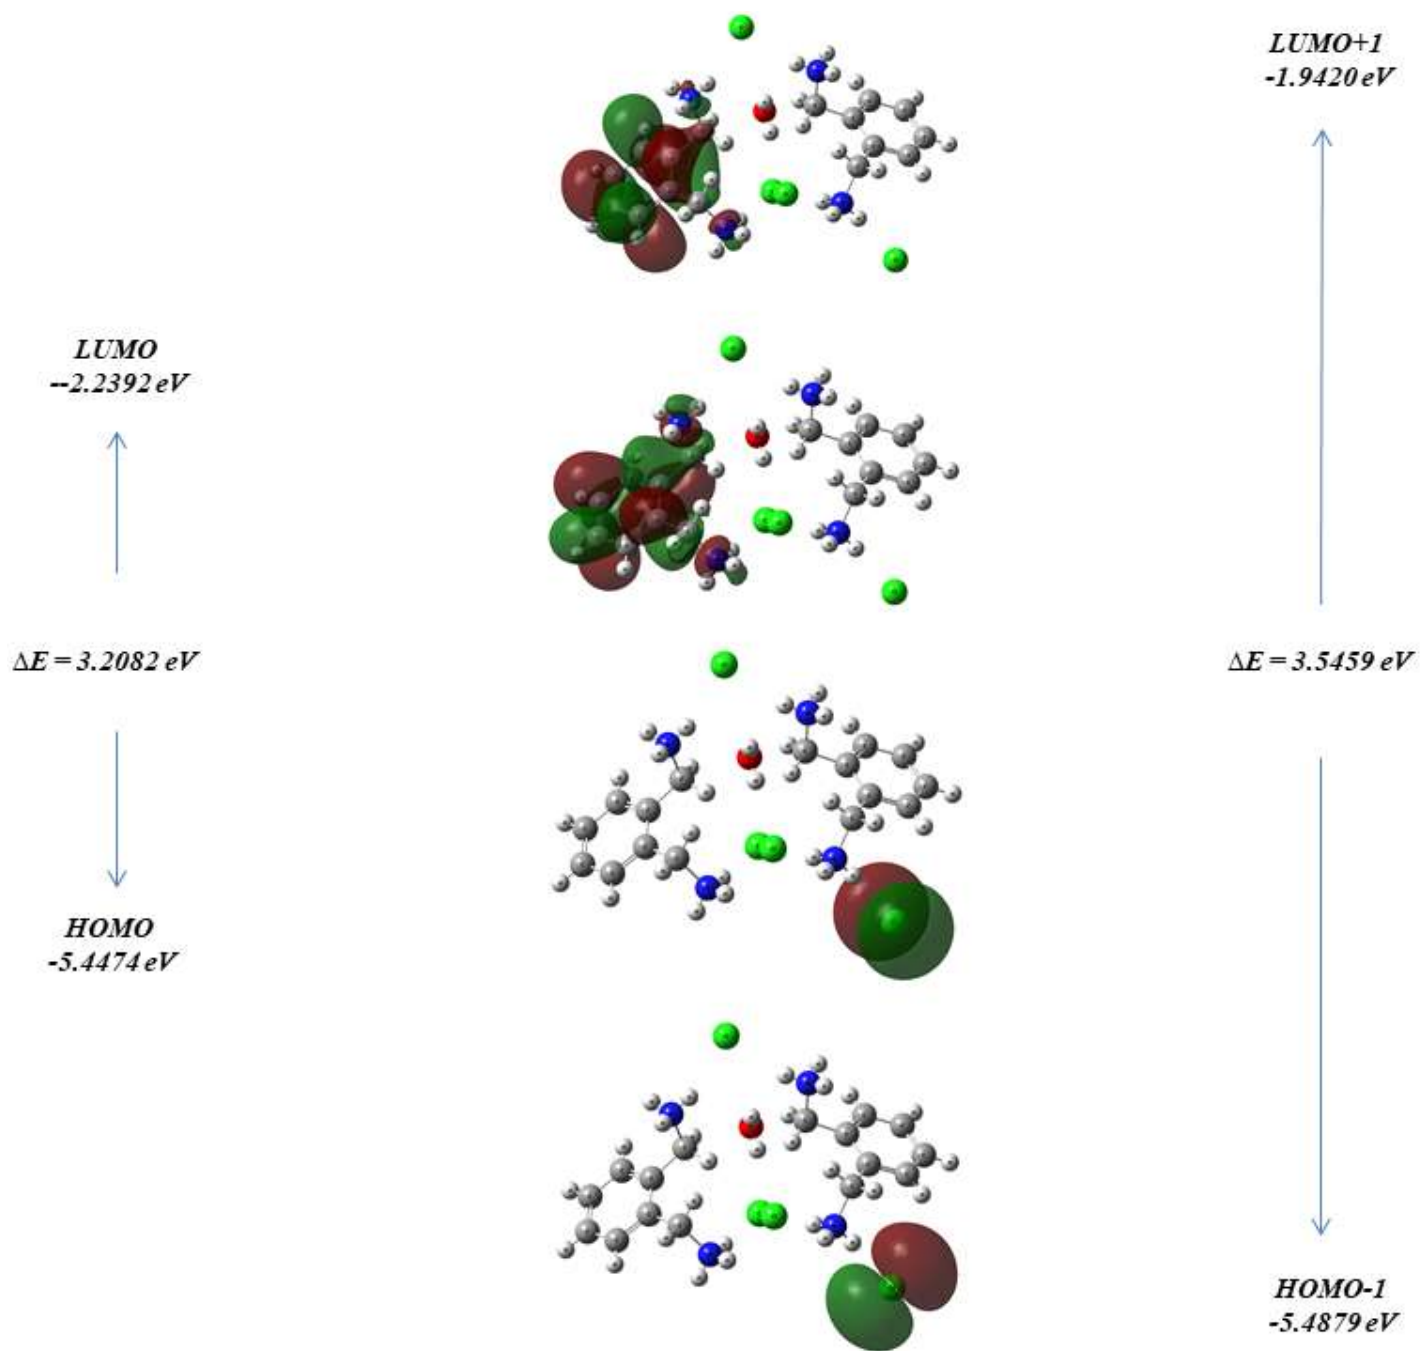 LUMO+1
-1.9420 eV
LUMO
--2.2392 eV
ΔE = 3.2082 eV
ΔE = 3.5459 eV
HOMO
-5.4474 eV
HOMO-1
-5.4879 eV